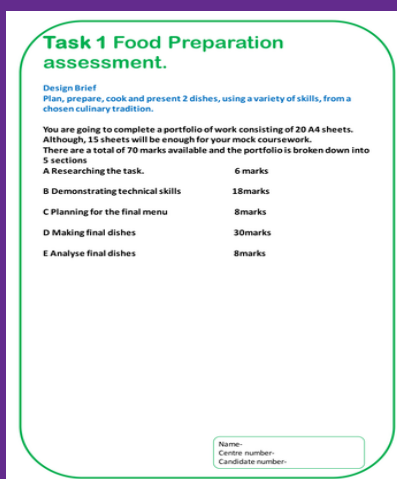 Task 1 Food Preparation
assessment.
Design Brief
Plan, prepare, cook and present 2 dishes, using a variety of skills, from a
chosen culinary tradition.
You are going to complete a portfolio of work consisting of 20 A4 sheets.
Although, 15 sheets will be enough for your mock coursework.
There are a total of 70 marks available and the portfolio is broken down into
5 sections
A Researching the task. 6 marks
B Demonstrating technical skills 18marks
C Planning for the final menu 8marks
D Making final dishes 30marks
E Analyse final dishes 8marks
Name-
Centre number-
Candidate number-